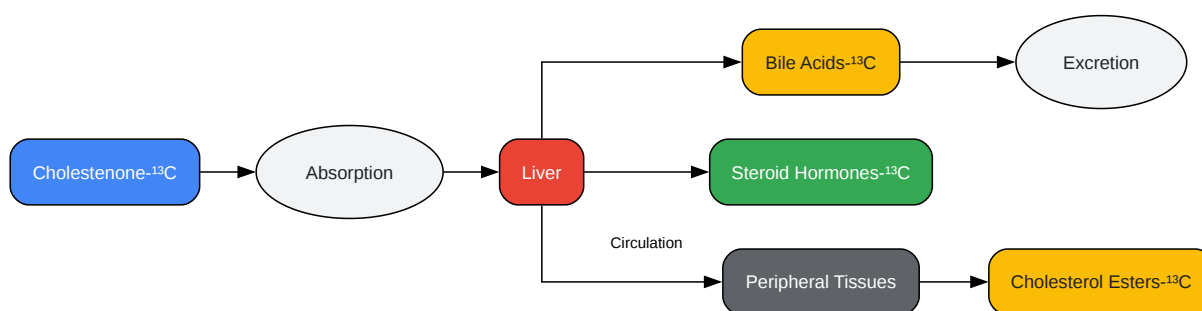 Bile Acids-¹³C
Excretion
Cholestenone-¹³C
Absorption
Liver
Steroid Hormones-¹³C
Circulation
Peripheral Tissues
Cholesterol Esters-¹³C